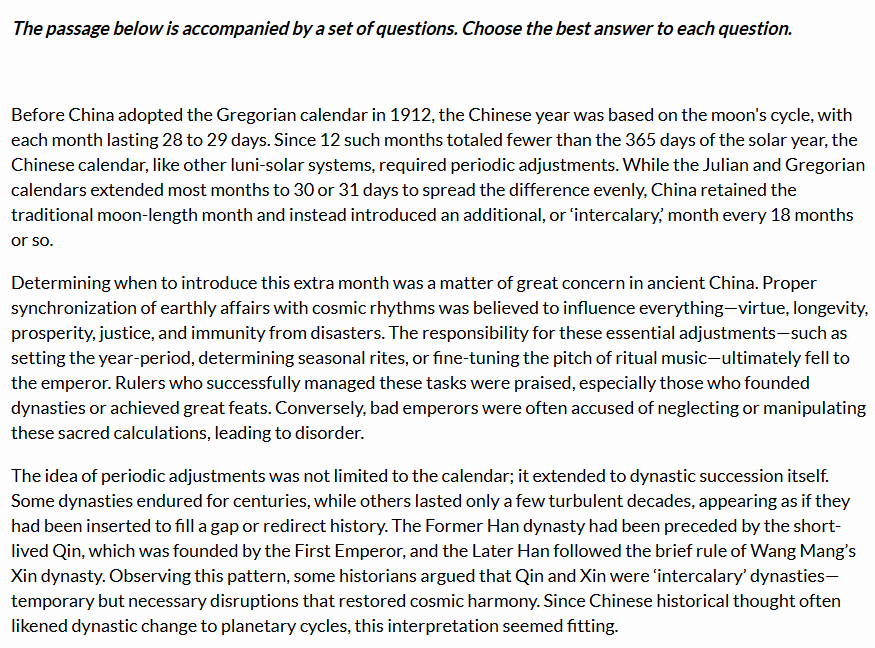 The passage below is accompanied by a set of questions. Choose the best answer to each question.
Before China adopted the Gregorian calendar in 1912, the Chinese year was based on the moon's cycle, with
each month lasting 28 to 29 days. Since 12 such months totaled fewer than the 365 days of the solar year, the
Chinese calendar, like other luni-solar systems, required periodic adjustments. While the Julian and Gregorian
calendars extended most months to 30 or 31 days to spread the difference evenly, China retained the
traditional moon-length month and instead introduced an additional, or ‘intercalary,’ month every 18 months
or so.
Determining when to introduce this extra month was a matter of great concern in ancient China. Proper
synchronization of earthly affairs with cosmic rhythms was believed to influence everything—virtue, longevity,
prosperity, justice, and immunity from disasters. The responsibility for these essential adjustments—such as
setting the year-period, determining seasonal rites, or fine-tuning the pitch of ritual music—ultimately fell to
the emperor. Rulers who successfully managed these tasks were praised, especially those who founded
dynasties or achieved great feats. Conversely, bad emperors were often accused of neglecting or manipulating
these sacred calculations, leading to disorder.
The idea of periodic adjustments was not limited to the calendar; it extended to dynastic succession itself.
Some dynasties endured for centuries, while others lasted only a few turbulent decades, appearing as if they
had been inserted to fill a gap or redirect history. The Former Han dynasty had been preceded by the short-
lived Qin, which was founded by the First Emperor, and the Later Han followed the brief rule of Wang Mang’s
Xin dynasty. Observing this pattern, some historians argued that Qin and Xin were ‘intercalary’ dynasties—
temporary but necessary disruptions that restored cosmic harmony. Since Chinese historical thought often
likened dynastic change to planetary cycles, this interpretation seemed fitting.